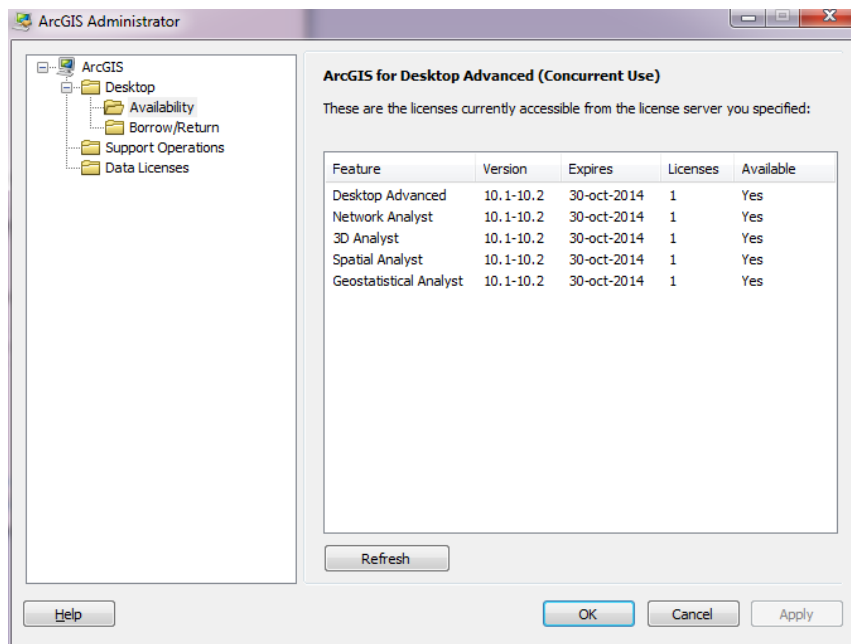 ArcGIS Administrator
ArcGIS
Desktop
Availability
Borrow/Return
Support Operations
Data Licenses
ArcGIS for Desktop Advanced (Concurrent Use)
These are the licenses currently accessible from the license server you specified:
Feature Version Expires Licenses Available
Desktop Advanced 10.1-10.2 30-oct-2014 1 Yes
Network Analyst 10.1-10.2 30-oct-2014 1 Yes
3D Analyst 10.1-10.2 30-oct-2014 1 Yes
Spatial Analyst 10.1-10.2 30-oct-2014 1 Yes
Geostatistical Analyst 10.1-10.2 30-oct-2014 1 Yes
Refresh
Help OK Cancel Apply